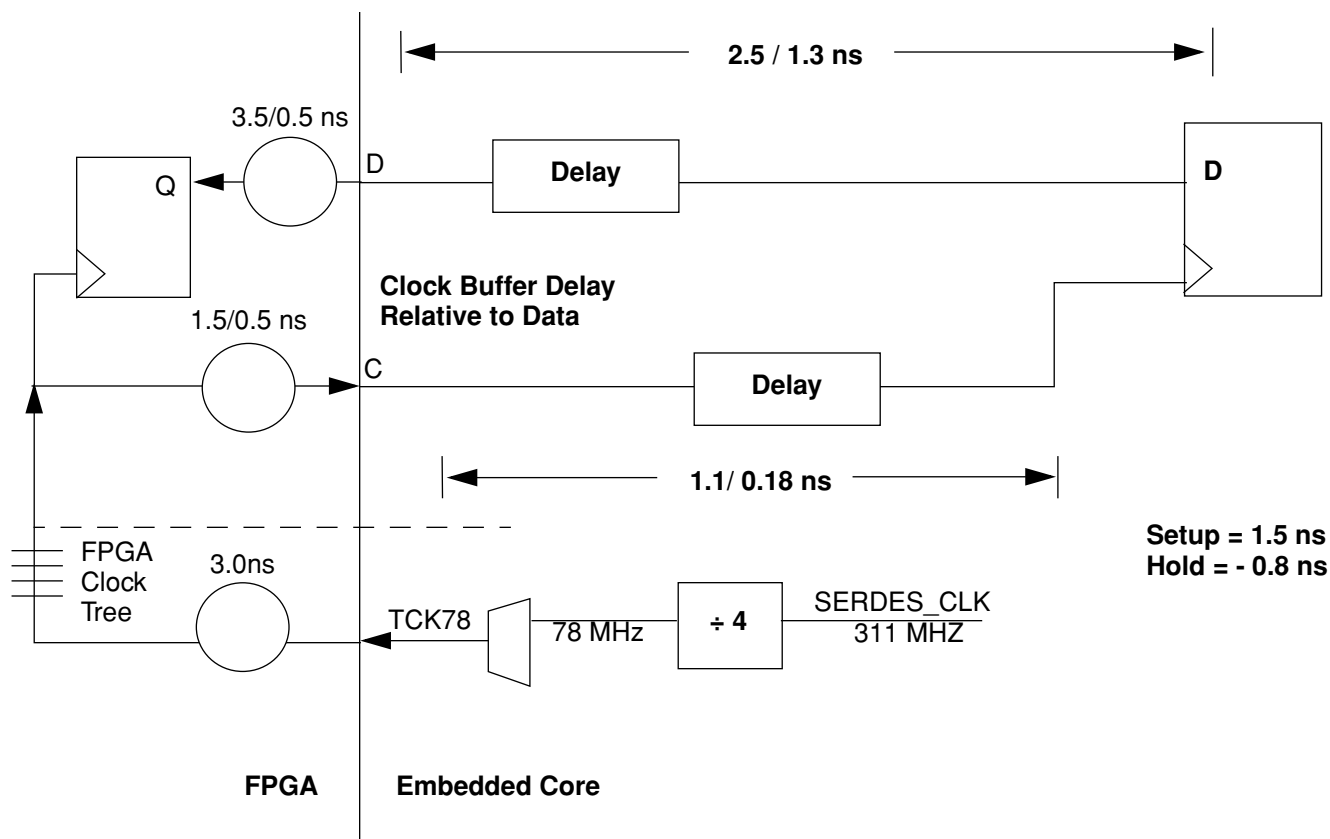 2.5 / 1.3 ns
3.5/0.5 ns
D
Delay
D
Q
Clock Buffer Delay
Relative to Data
1.5/0.5 ns
C
Delay
1.1/ 0.18 ns
Setup = 1.5 ns
Hold = - 0.8 ns
FPGA
Clock
Tree
3.0ns
TCK78
78 MHz
÷ 4
SERDES_CLK
311 MHZ
FPGA
Embedded Core